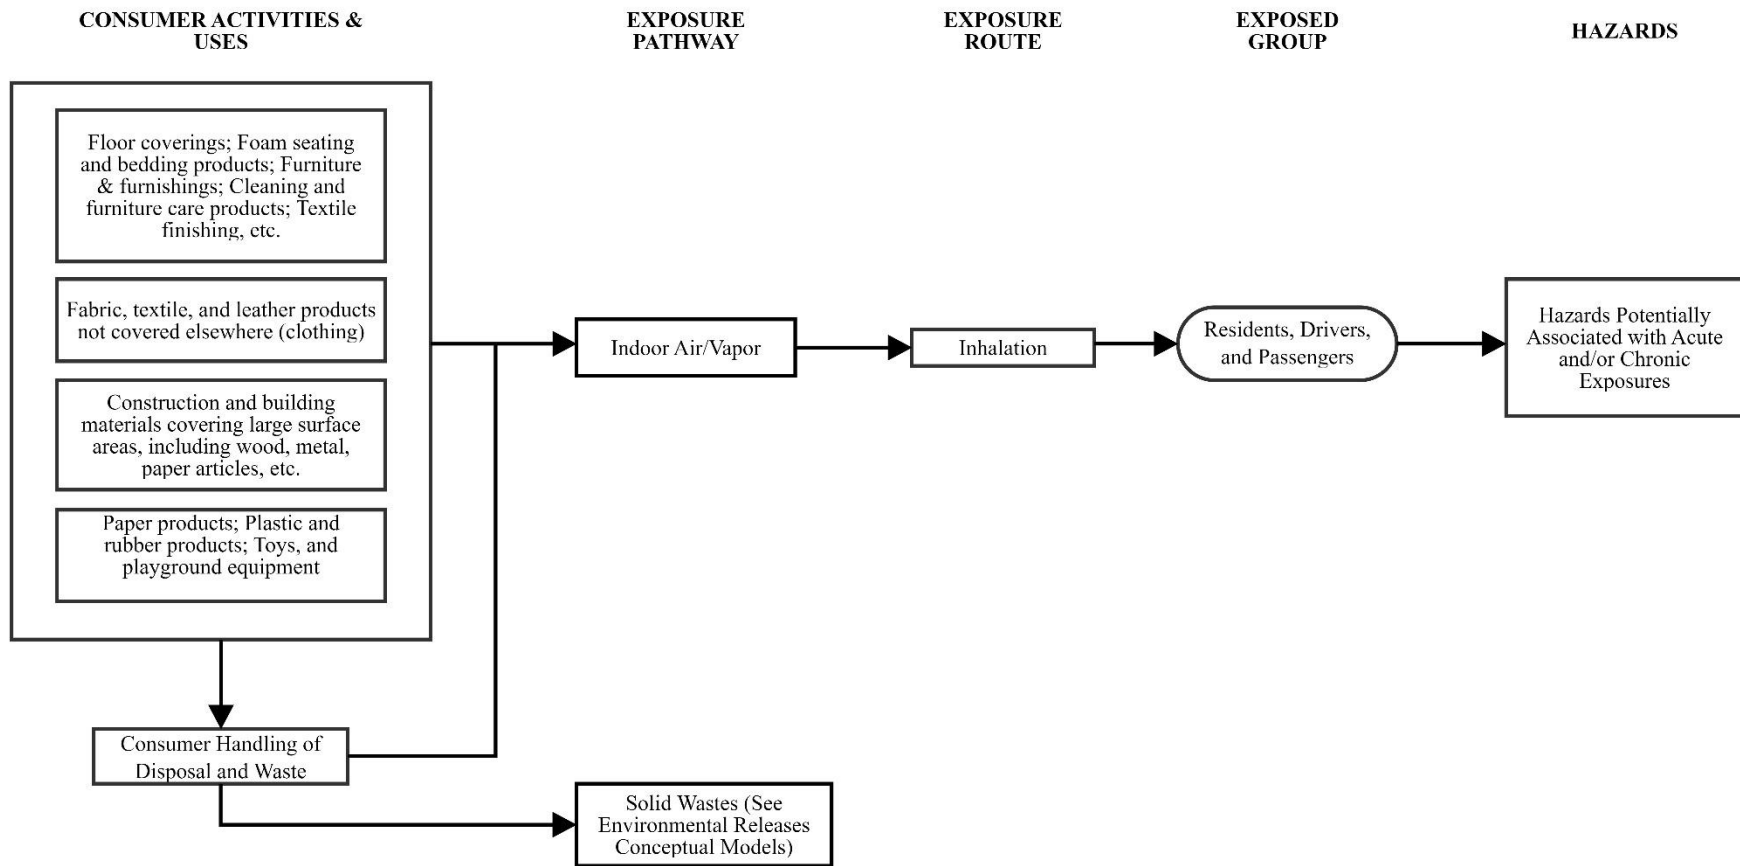 CONSUMER ACTIVITIES &
USES
EXPOSURE
PATHWAY
EXPOSURE
ROUTE
EXPOSED
GROUP
HAZARDS
Floor coverings; Foam seating
and bedding products; Furniture
& furnishings; Cleaning and
furniture care products; Textile
finishing, etc.
Fabric, textile, and leather products
not covered elsewhere (clothing)
Construction and building
materials covering large surface
areas, including wood, metal,
paper articles, etc.
Paper products; Plastic and
rubber products; Toys, and
playground equipment
Consumer Handling of
Disposal and Waste
Indoor Air/Vapor
Inhalation
Residents, Drivers,
and Passengers
Hazards Potentially
Associated with Acute
and/or Chronic
Exposures
Solid Wastes (See
Environmental Releases
Conceptual Models)